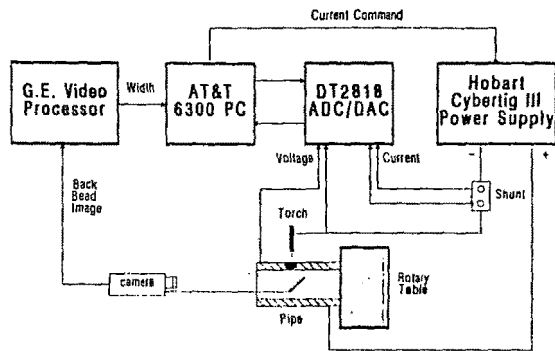 Current Command
G.E. Video
Processor
Width
AT&T
6300 PC
DT2818
ADC/DAC
Hobart
Cybertig III
Power Supply
- +
Voltage
Current
Shunt
Back
Bead
Image
Torch
camera
Rotary
Table
Pipe